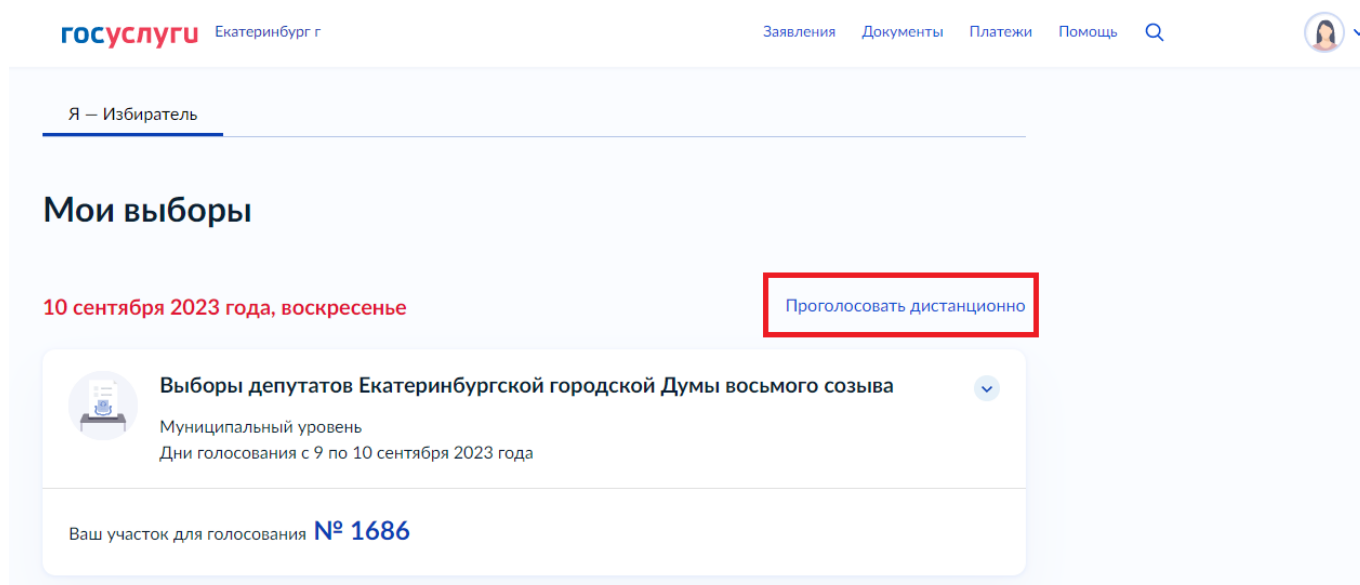 госуслуги Екатеринбург г Заявления Документы Платежи Помощь
Я — Избиратель
Мои выборы
10 сентября 2023 года, воскресенье Проголосовать дистанционно
Выборы депутатов Екатеринбургской городской Думы восьмого созыва
Муниципальный уровень
Дни голосования с 9 по 10 сентября 2023 года
Ваш участок для голосования № 1686